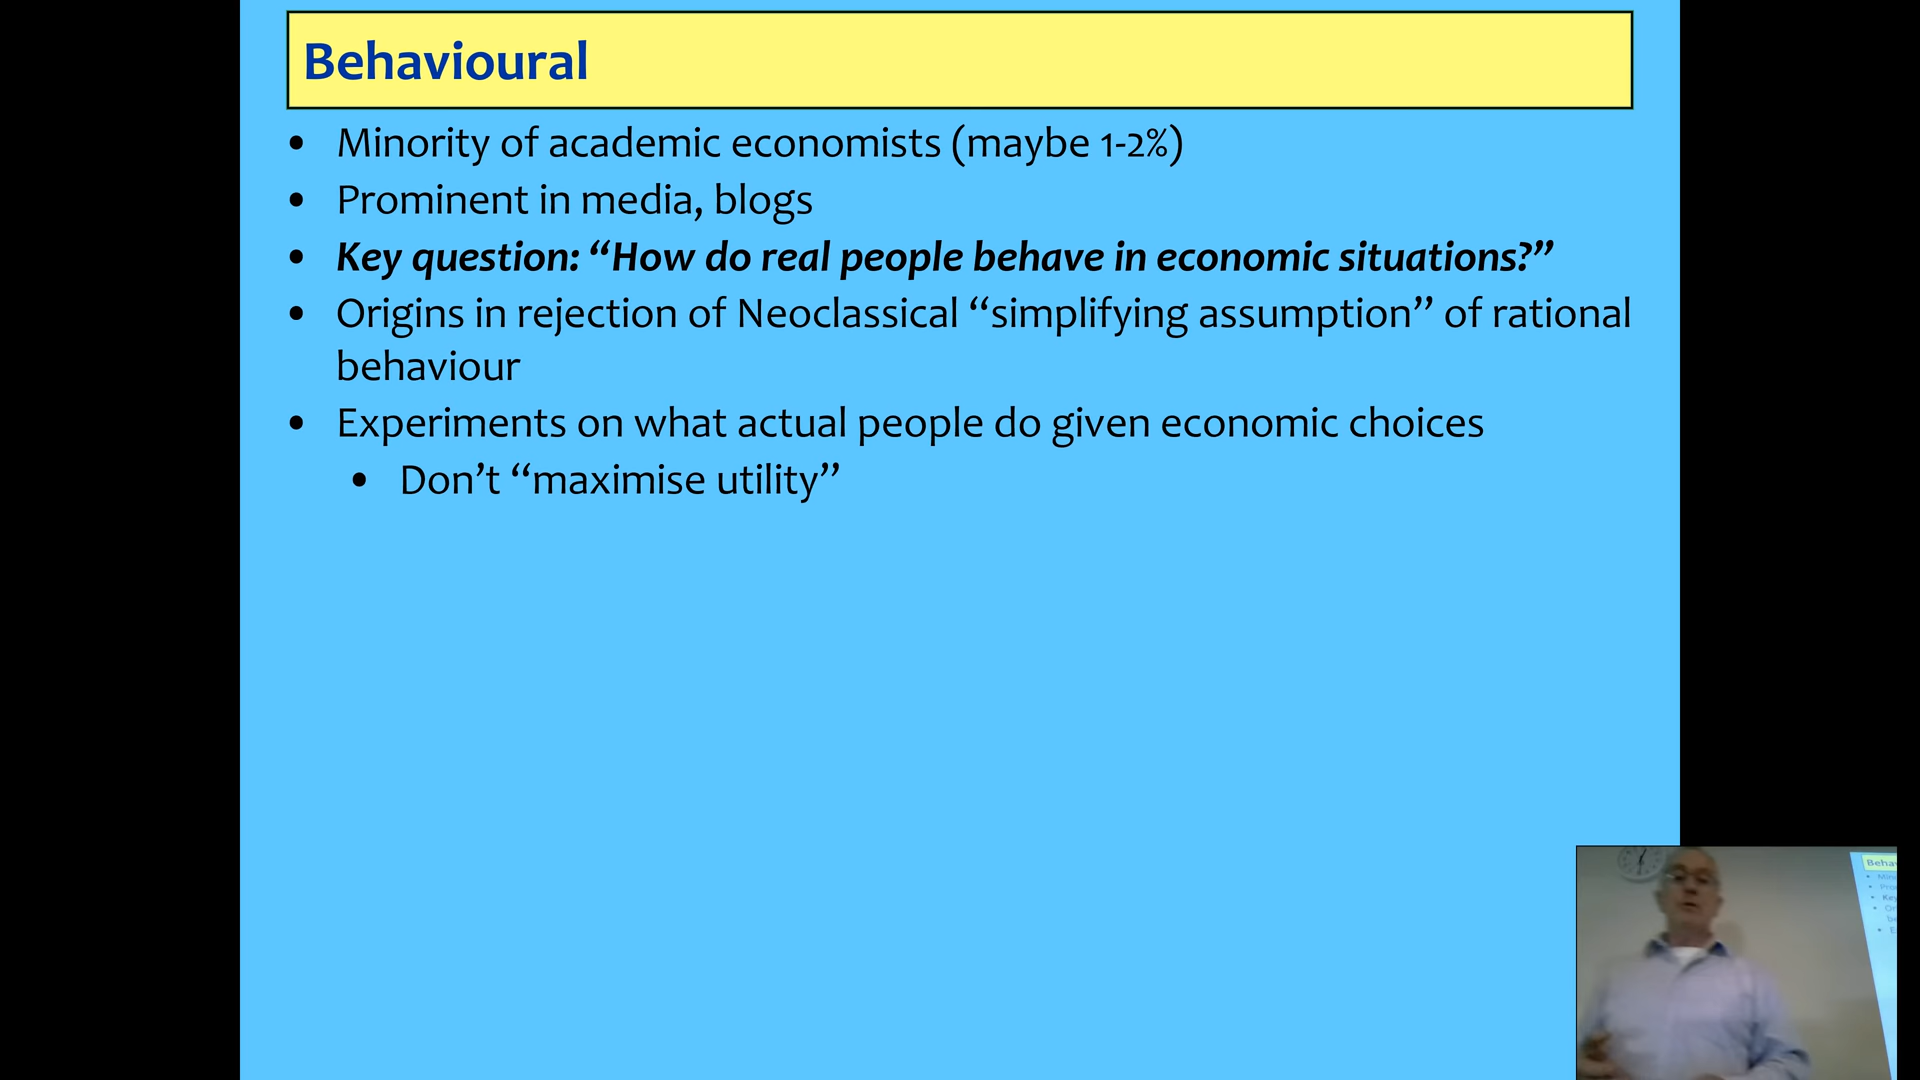 Behavioural
• Minority of academic economists (maybe 1-2%)
• Prominent in media, blogs
• Key question: “How do real people behave in economic situations?”
• Origins in rejection of Neoclassical “simplifying assumption” of rational
behaviour
• Experiments on what actual people do given economic choices
• Don’t “maximise utility”
Beha
Key